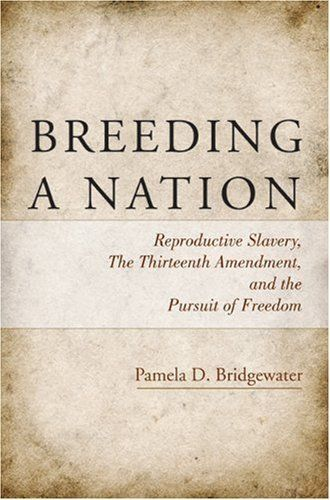 BREEDING
A NATION
Reproductive Slavery,
The Thirteenth Amendment,
and the
Pursuit of Freedom
Pamela D. Bridgewater